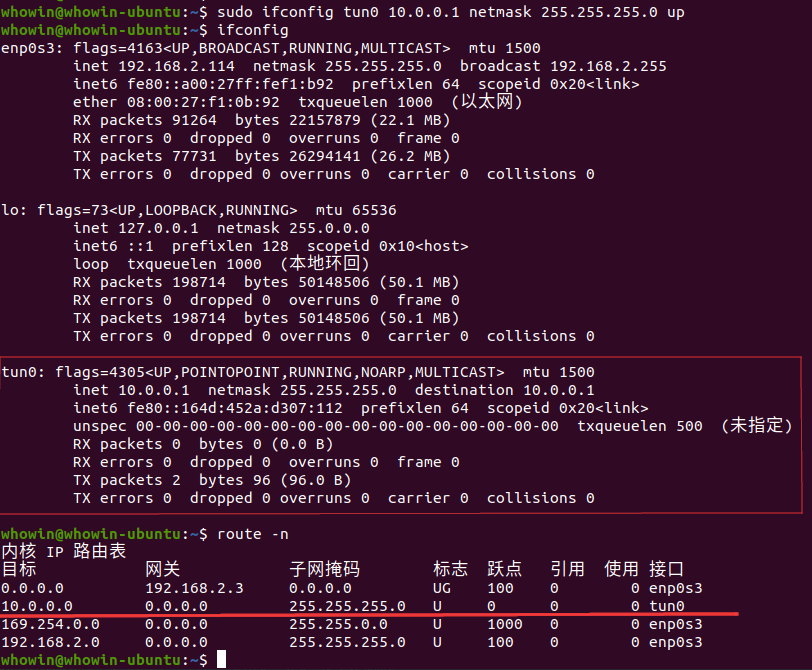 whowin@whowin-ubuntu:~$ sudo ifconfig tun0 10.0.0.1 netmask 255.255.255.0 up
whowin@whowin-ubuntu:~$ ifconfig
enp0s3: flags=4163<UP,BROADCAST,RUNNING,MULTICAST>  mtu 1500
        inet 192.168.2.114  netmask 255.255.255.0  broadcast 192.168.2.255
        inet6 fe80::a00:27ff:fef1:b92  prefixlen 64  scopeid 0x20<link>
        ether 08:00:27:f1:0b:92  txqueuelen 1000  (以太网)
        RX packets 91264  bytes 22157879 (22.1 MB)
        RX errors 0  dropped 0  overruns 0  frame 0
        TX packets 77731  bytes 26294141 (26.2 MB)
        TX errors 0  dropped 0 overruns 0  carrier 0  collisions 0
lo: flags=73<UP,LOOPBACK,RUNNING>  mtu 65536
        inet 127.0.0.1  netmask 255.0.0.0
        inet6 ::1  prefixlen 128  scopeid 0x10<host>
        loop  txqueuelen 1000  (本地环回)
        RX packets 198714  bytes 50148506 (50.1 MB)
        RX errors 0  dropped 0  overruns 0  frame 0
        TX packets 198714  bytes 50148506 (50.1 MB)
        TX errors 0  dropped 0 overruns 0  carrier 0  collisions 0
tun0: flags=4305<UP,POINTOPOINT,RUNNING,NOARP,MULTICAST>  mtu 1500
        inet 10.0.0.1  netmask 255.255.255.0  destination 10.0.0.1
        inet6 fe80::164d:452a:d307:112  prefixlen 64  scopeid 0x20<link>
        unspec 00-00-00-00-00-00-00-00-00-00-00-00-00-00-00-00  txqueuelen 500  (未指定)
        RX packets 0  bytes 0 (0.0 B)
        RX errors 0  dropped 0  overruns 0  frame 0
        TX packets 2  bytes 96 (96.0 B)
        TX errors 0  dropped 0 overruns 0  carrier 0  collisions 0
whowin@whowin-ubuntu:~$ route -n
内核 IP 路由表
目标            网关            子网掩码        标志  跃点   引用  使用 接口
0.0.0.0         192.168.2.3     0.0.0.0         UG    100    0        0 enp0s3
10.0.0.0        0.0.0.0         255.255.255.0   U     0      0        0 tun0
169.254.0.0     0.0.0.0         255.255.0.0     U     1000   0        0 enp0s3
192.168.2.0     0.0.0.0         255.255.255.0   U     100    0        0 enp0s3
whowin@whowin-ubuntu:~$